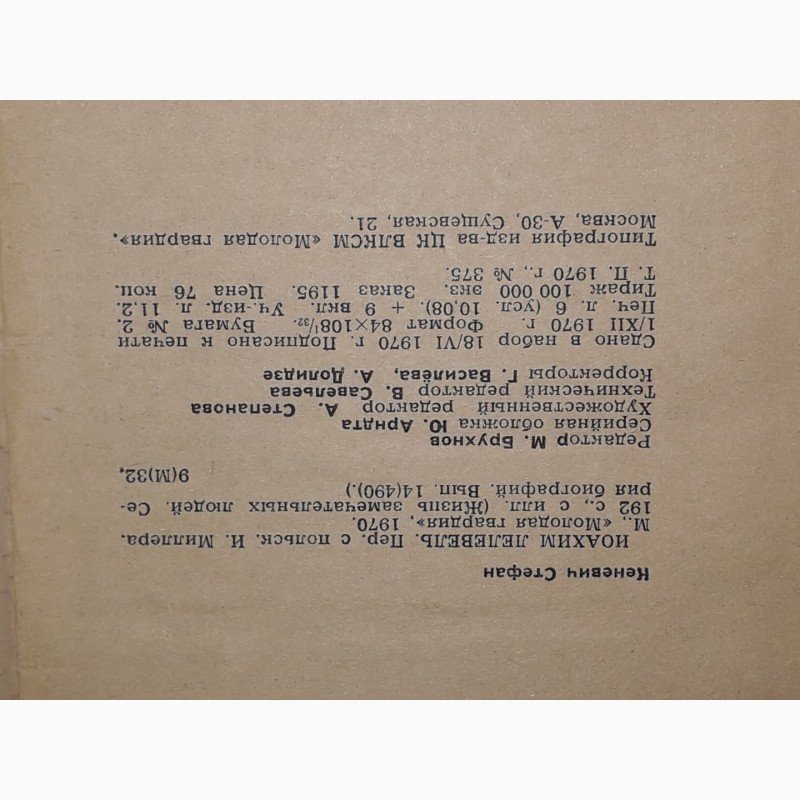 Кеневич Стефан
ИОАХИМ ЛЕЛЕВЕЛЬ. Пер. с польск. И. Миллера.
М., «Молодая гвардия», 1970.
192 с., с илл. (Жизнь замечательных людей. Се-
рия биографий. Вып. 14(490).)
9(М)32,
Редактор М. Брухнов
Серийная обложка Ю. Арндта
Художественный редактор А. Степанова
Технический редактор В. Савельева
Корректоры Г. Василёва, А. Долидзе
Сдано в набор 18/VI 1970 г. Подписано к печати
1/XII 1970 г. Формат 84×108¹/₃₂. Бумага № 2.
Печ. л. 6 (усл. 10,08). + 9 вкл. Уч.-изд. л. 11,2.
Тираж 100 000 экз. Заказ 1195. Цена 76 коп.
Т. П. 1970 г., № 375.
Типография изд-ва ЦК ВЛКСМ «Молодая гвардия».
Москва, А-30, Сущевская, 21.